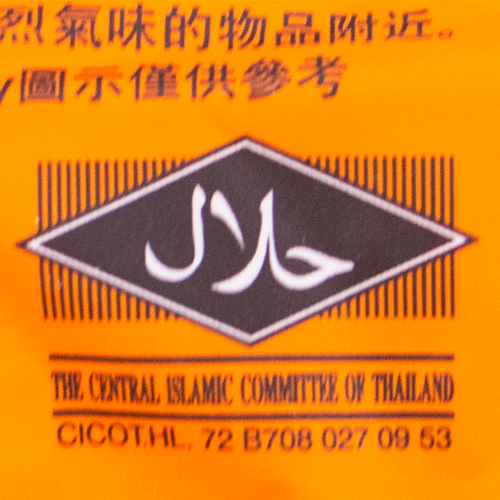 烈氣味的物品附近。
y圖示僅供參考
حلال
THE CENTRAL ISLAMIC COMMITTEE OF THAILAND
CICOT.HL. 72 B708 027 09 53